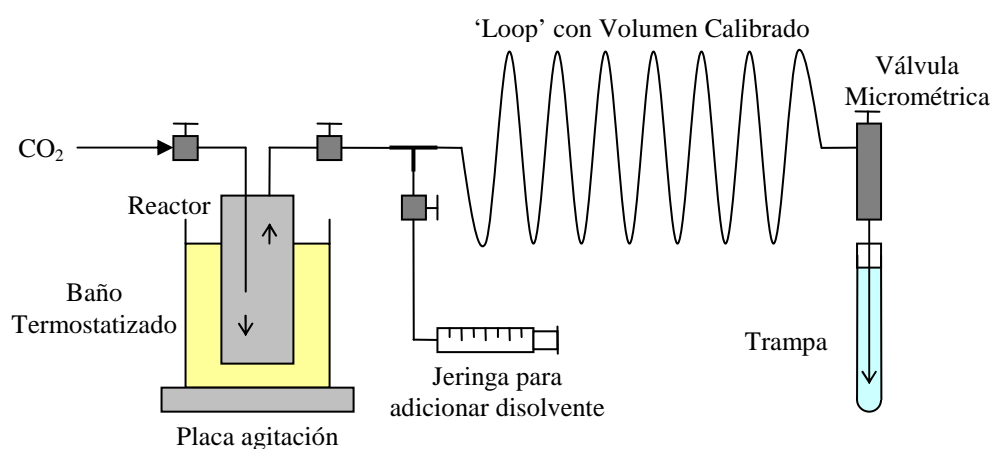 ‘Loop’ con Volumen Calibrado
Válvula
Micrométrica
CO₂
Reactor
Baño
Termostatizado
Trampa
Jeringa para
adicionar disolvente
Placa agitación